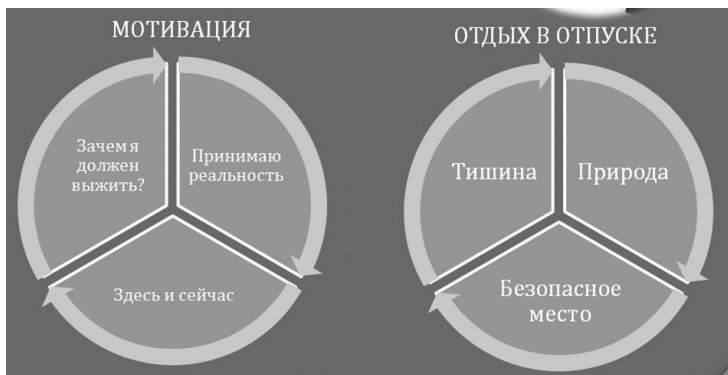 МОТИВАЦИЯ
Зачем я
должен
выжить?
Принимаю
реальность
Здесь и сейчас
ОТДЫХ В ОТПУСКЕ
Тишина
Природа
Безопасное
место